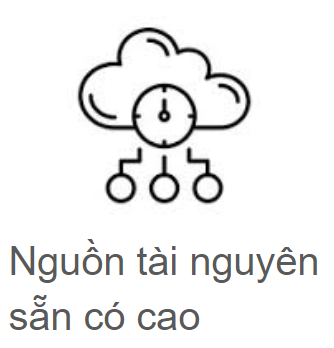 Nguồn tài nguyên
sẵn có cao